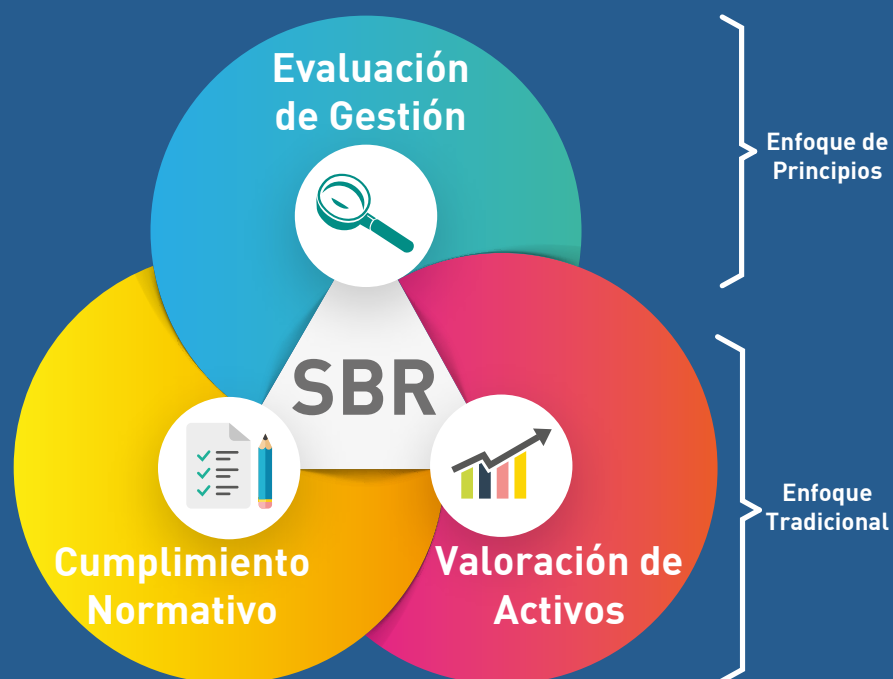 Evaluación
de Gestión
Enfoque de
Principios
SBR
Enfoque
Tradicional
Cumplimiento
Normativo
Valoración de
Activos